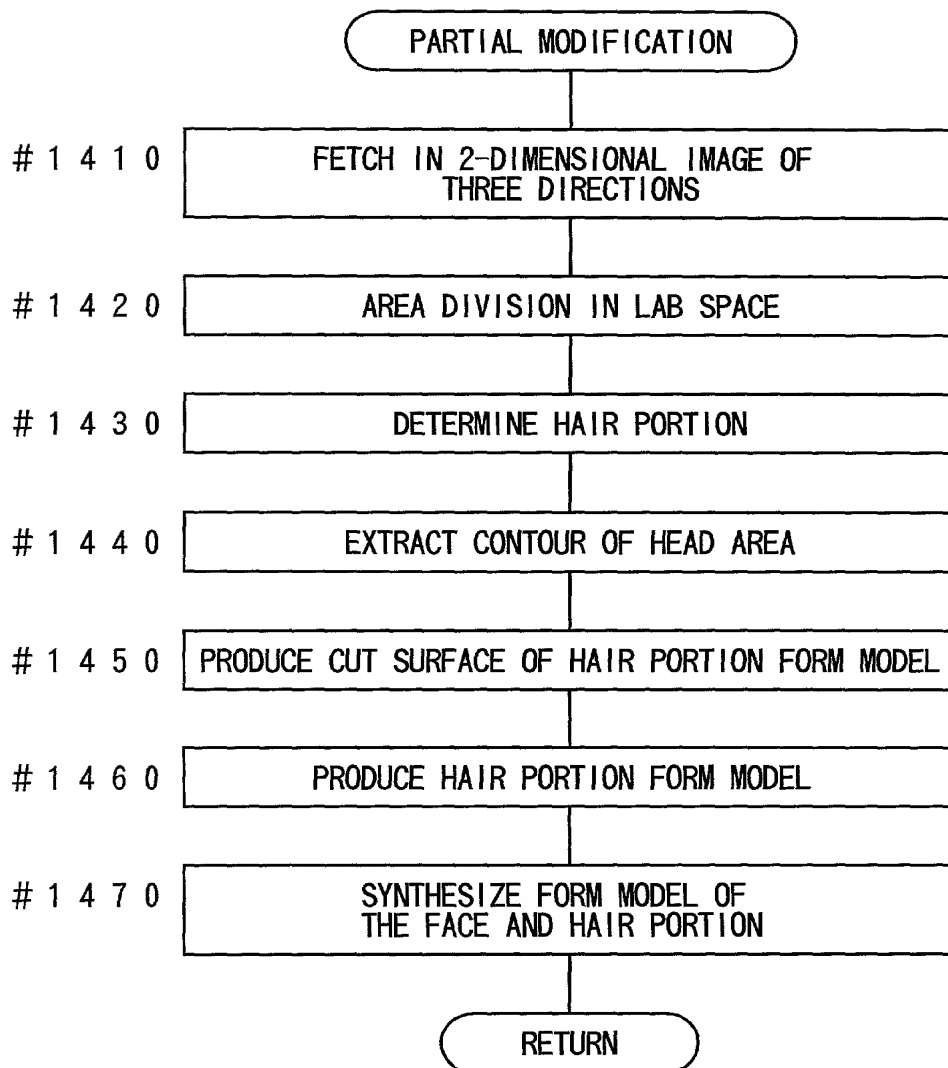 PARTIAL MODIFICATION
#1410 FETCH IN 2-DIMENSIONAL IMAGE OF
THREE DIRECTIONS
#1420 AREA DIVISION IN LAB SPACE
#1430 DETERMINE HAIR PORTION
#1440 EXTRACT CONTOUR OF HEAD AREA
#1450 PRODUCE CUT SURFACE OF HAIR PORTION FORM MODEL
#1460 PRODUCE HAIR PORTION FORM MODEL
#1470 SYNTHESIZE FORM MODEL OF
THE FACE AND HAIR PORTION
RETURN